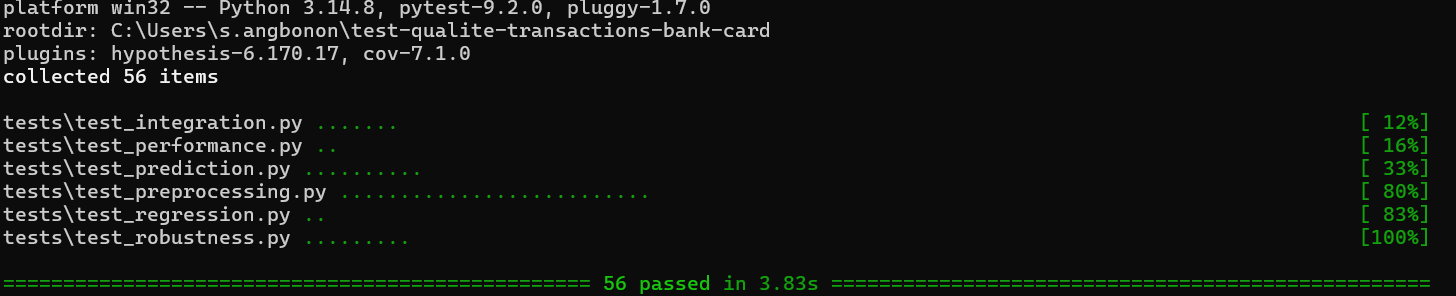 platform win32 -- Python 3.14.8, pytest-9.2.0, pluggy-1.7.0
rootdir: C:\Users\s.angbonon\test-qualite-transactions-bank-card
plugins: hypothesis-6.170.17, cov-7.1.0
collected 56 items
tests\test_integration.py ....... [ 12%]
tests\test_performance.py .. [ 16%]
tests\test_prediction.py .......... [ 33%]
tests\test_preprocessing.py .......................... [ 80%]
tests\test_regression.py .. [ 83%]
tests\test_robustness.py ......... [100%]
================================================= 56 passed in 3.83s ==================================================